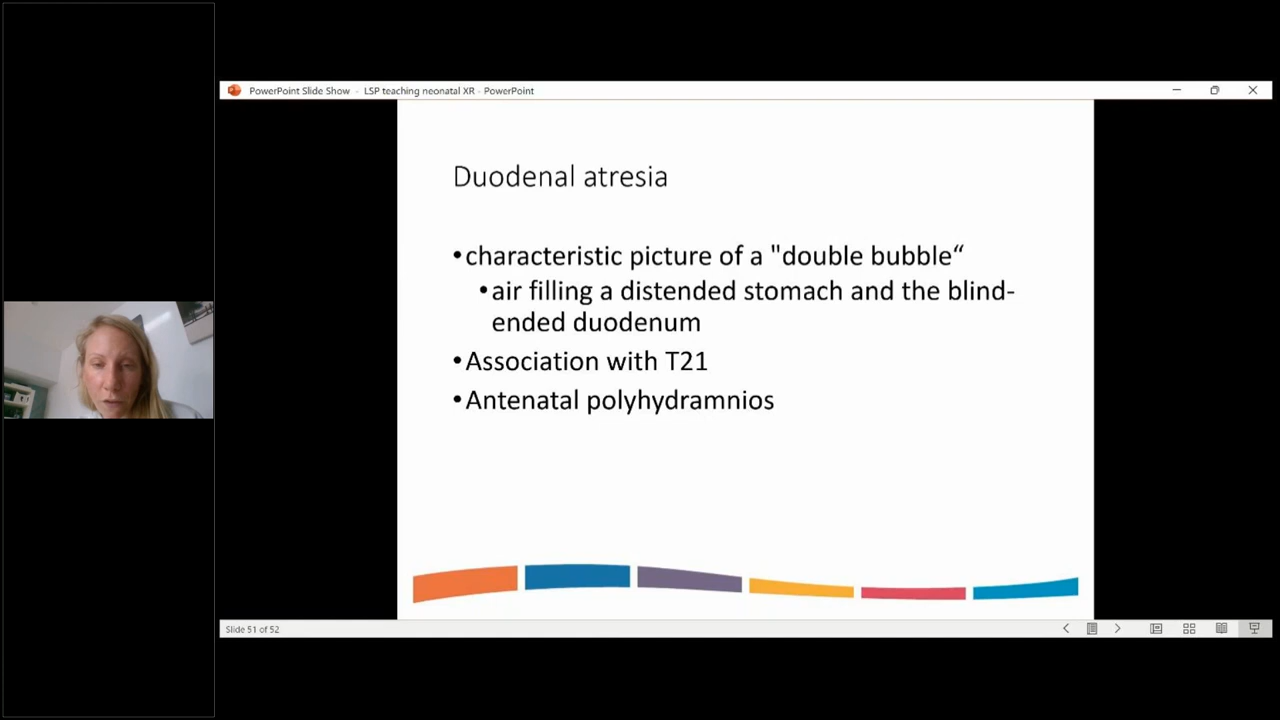 PowerPoint Slide Show - LSP teaching neonatal XR - PowerPoint
Duodenal atresia
•characteristic picture of a "double bubble“
•air filling a distended stomach and the blind-
ended duodenum
•Association with T21
•Antenatal polyhydramnios
Slide 51 of 52